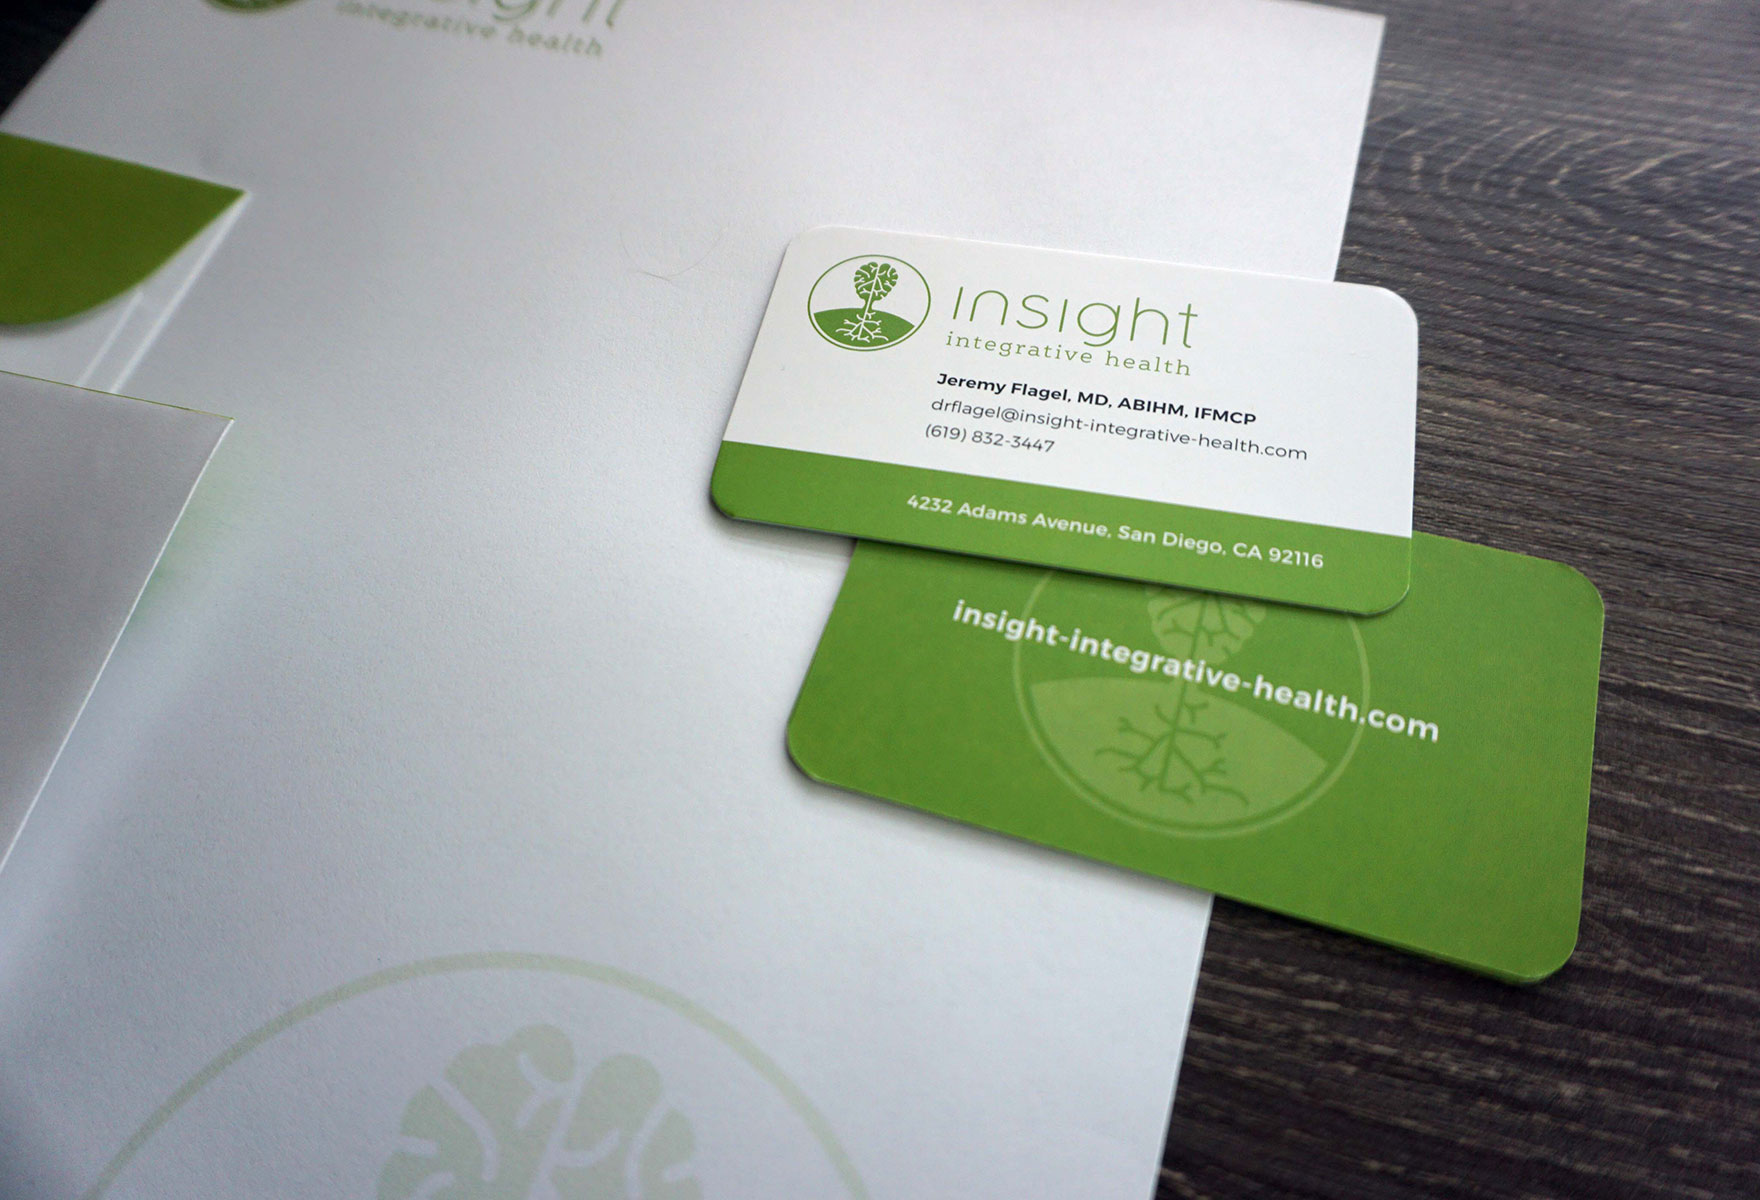 insight
integrative health
insight
integrative health
Jeremy Flagel, MD, ABIHM, IFMCP
drflagel@insight-integrative-health.com
(619) 832-3447
4232 Adams Avenue, San Diego, CA 92116
insight-integrative-health.com